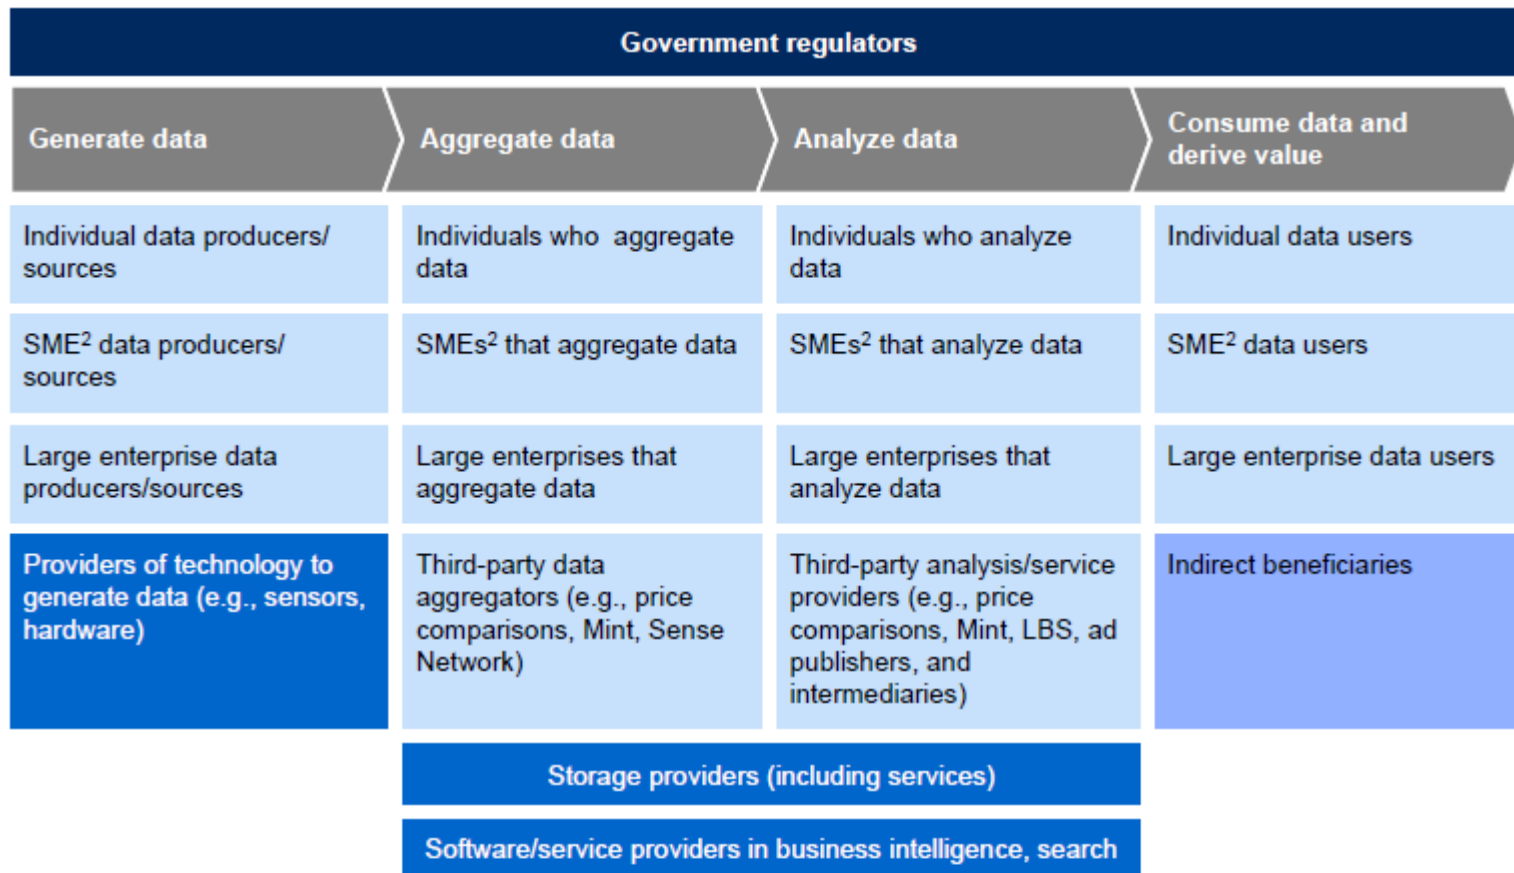 Government regulators
Generate data
Aggregate data
Analyze data
Consume data and
derive value
Individual data producers/
sources
Individuals who aggregate
data
Individuals who analyze
data
Individual data users
SME² data producers/
sources
SMEs² that aggregate data
SMEs² that analyze data
SME² data users
Large enterprise data
producers/sources
Large enterprises that
aggregate data
Large enterprises that
analyze data
Large enterprise data users
Providers of technology to
generate data (e.g., sensors,
hardware)
Third-party data
aggregators (e.g., price
comparisons, Mint, Sense
Network)
Third-party analysis/service
providers (e.g., price
comparisons, Mint, LBS, ad
publishers, and
intermediaries)
Indirect beneficiaries
Storage providers (including services)
Software/service providers in business intelligence, search